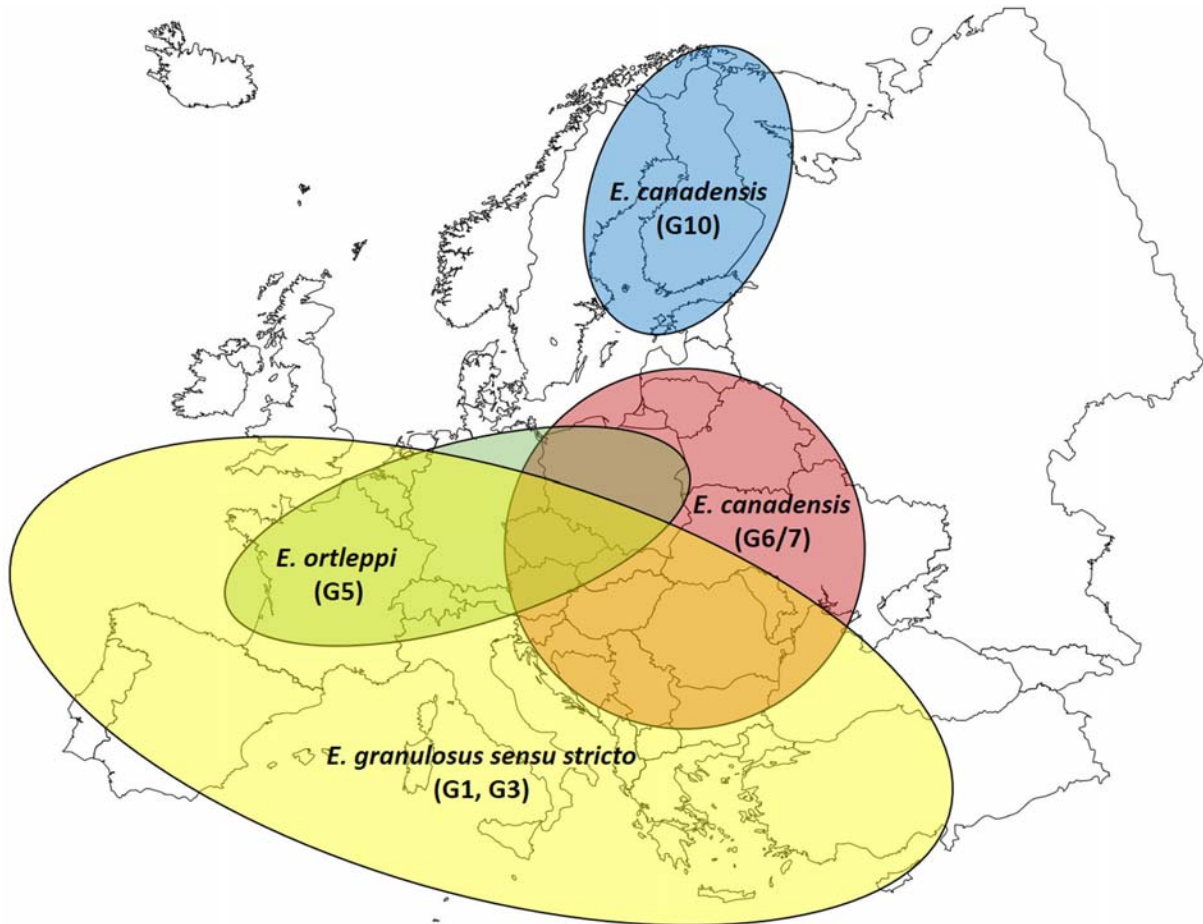 E. canadensis
(G10)
E. canadensis
(G6/7)
E. ortleppi
(G5)
E. granulosus sensu stricto
(G1, G3)